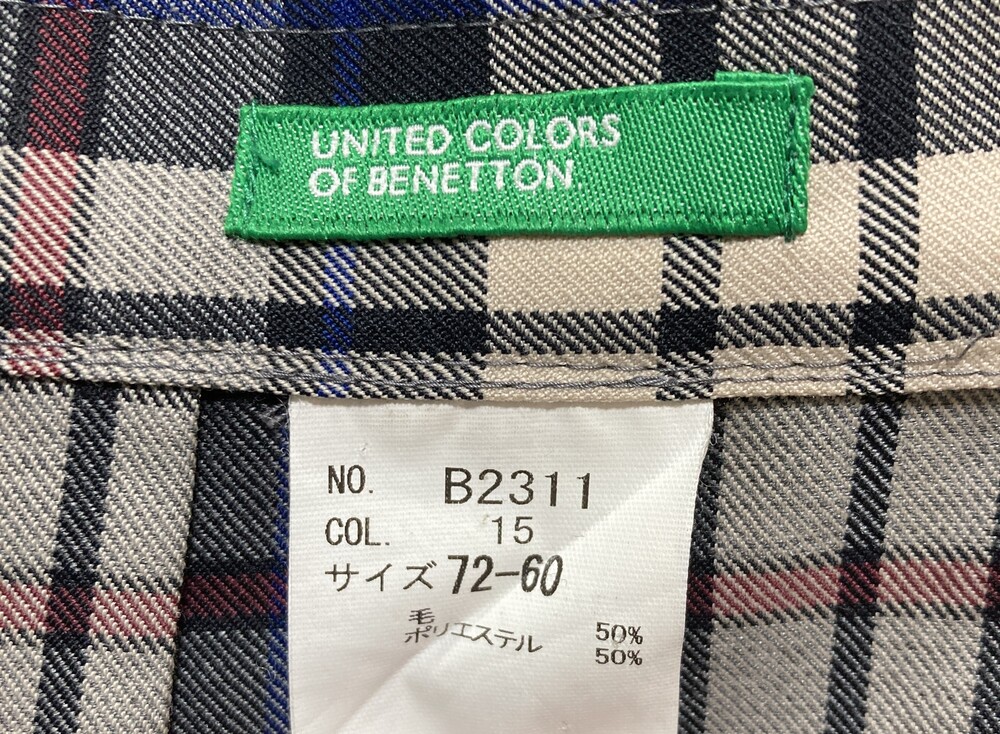 UNITED COLORS
OF BENETTON.
NO. B2311
COL. 15
サイズ 72-60
毛 50%
ポリエステル 50%